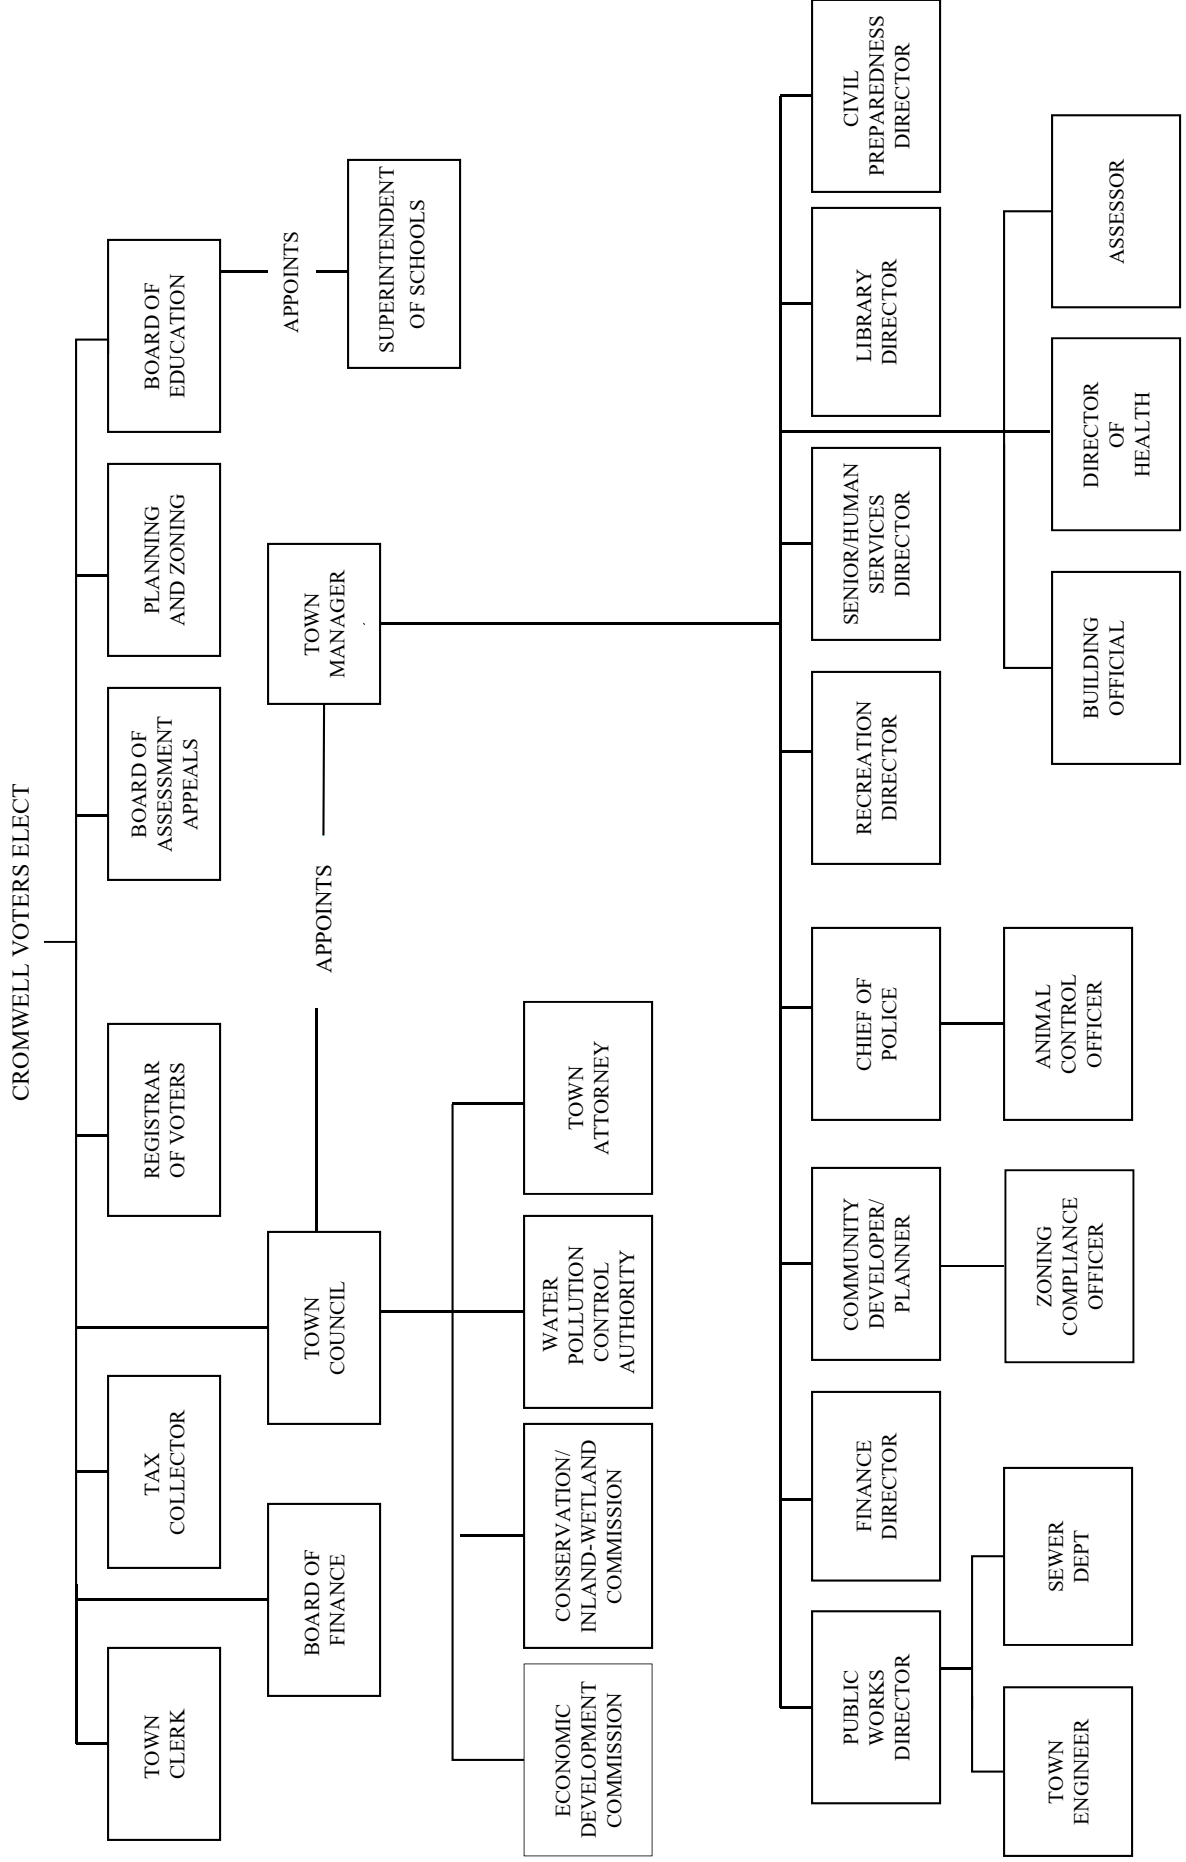 CROMWELL VOTERS ELECT
TOWN
CLERK
TAX
COLLECTOR
REGISTRAR
OF VOTERS
BOARD OF
ASSESSMENT
APPEALS
PLANNING
AND ZONING
BOARD OF
EDUCATION
BOARD OF
FINANCE
TOWN
COUNCIL
APPOINTS
TOWN
MANAGER
APPOINTS
SUPERINTENDENT
OF SCHOOLS
ECONOMIC
DEVELOPMENT
COMMISSION
CONSERVATION/
INLAND-WETLAND
COMMISSION
WATER
POLLUTION
CONTROL
AUTHORITY
TOWN
ATTORNEY
PUBLIC
WORKS
DIRECTOR
FINANCE
DIRECTOR
COMMUNITY
DEVELOPER/
PLANNER
CHIEF OF
POLICE
RECREATION
DIRECTOR
SENIOR/HUMAN
SERVICES
DIRECTOR
LIBRARY
DIRECTOR
CIVIL
PREPAREDNESS
DIRECTOR
TOWN
ENGINEER
SEWER
DEPT
ZONING
COMPLIANCE
OFFICER
ANIMAL
CONTROL
OFFICER
BUILDING
OFFICIAL
DIRECTOR
OF
HEALTH
ASSESSOR